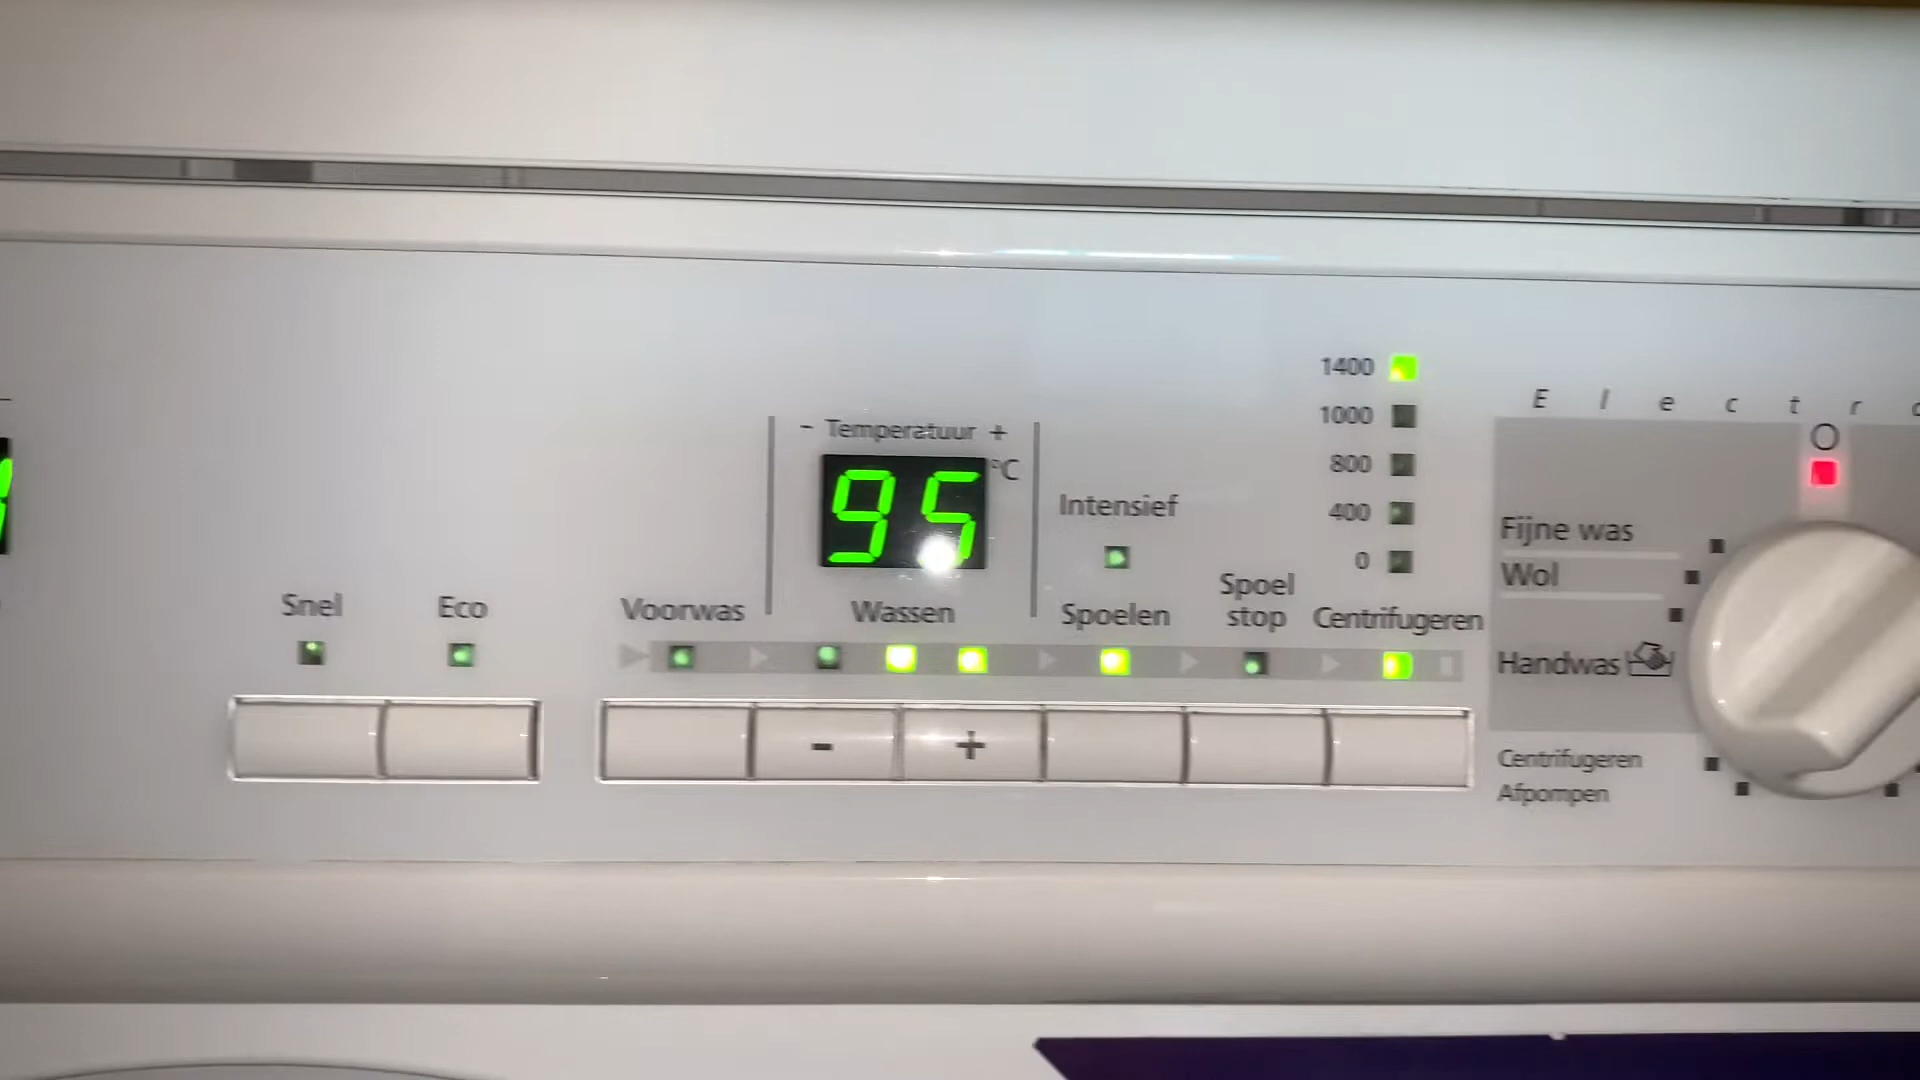 - Temperatuur +
95
°C
Intensief
1400
1000
800
400
0
Snel
Eco
Voorwas
Wassen
Spoelen
Spoel
stop
Centrifugeren
- +
E l e c t r
Fijne was
Wol
Handwas
Centrifugeren
Afpompen